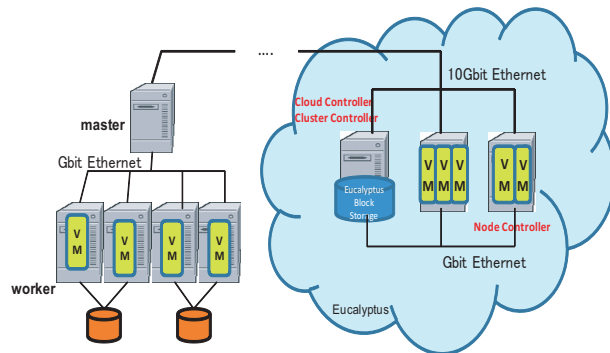 ....
10Gbit Ethernet
Cloud Controller
Cluster Controller
master
Gbit Ethernet
V M
V M
V M
V M
worker
Eucalyptus
Block
Storage
V V V
M M M
V V
M M
Node Controller
Gbit Ethernet
Eucalyptus